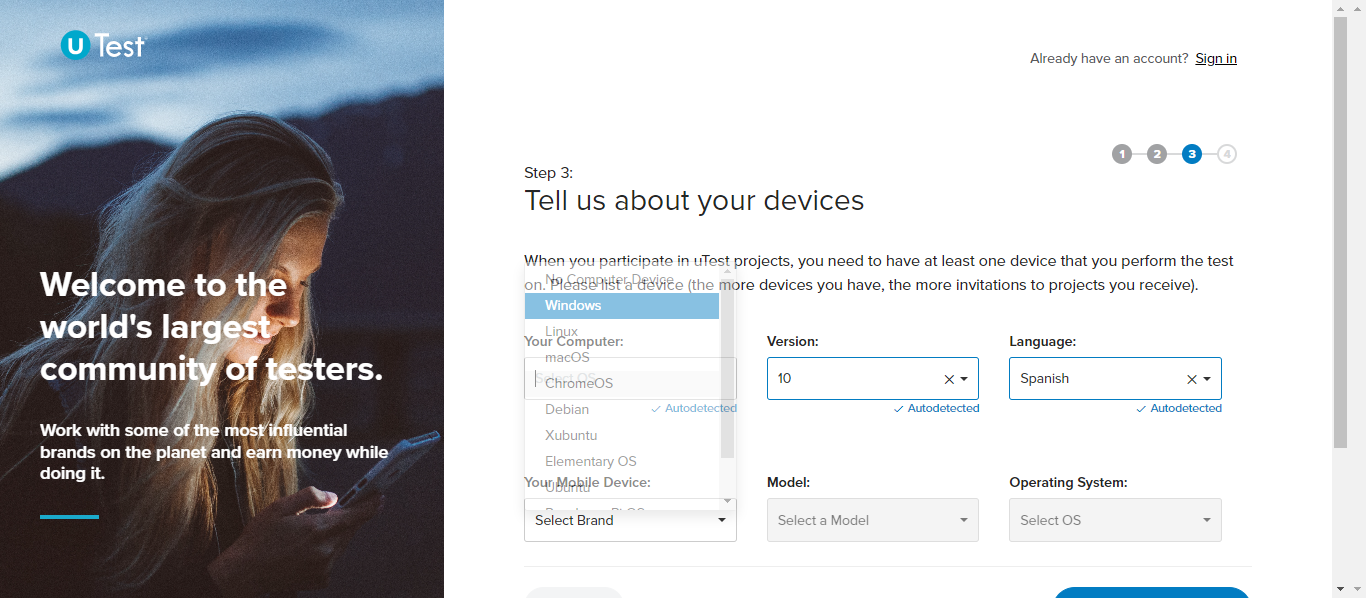 uTest
Already have an account? Sign in
1 2 3 4
Step 3:
Tell us about your devices
When you participate in uTest projects, you need to have at least one device that you perform the test
on. Please list a device (the more devices you have, the more invitations to projects you receive).
No Computer Device
Windows
Linux
macOS
ChromeOS
Debian
Xubuntu
Elementary OS
Ubuntu
Your Computer:
Select OS
Autodetected
Version:
10
Autodetected
Language:
Spanish
Autodetected
Your Mobile Device:
Select Brand
Model:
Select a Model
Operating System:
Select OS
Welcome to the
world's largest
community of testers.
Work with some of the most influential
brands on the planet and earn money while
doing it.